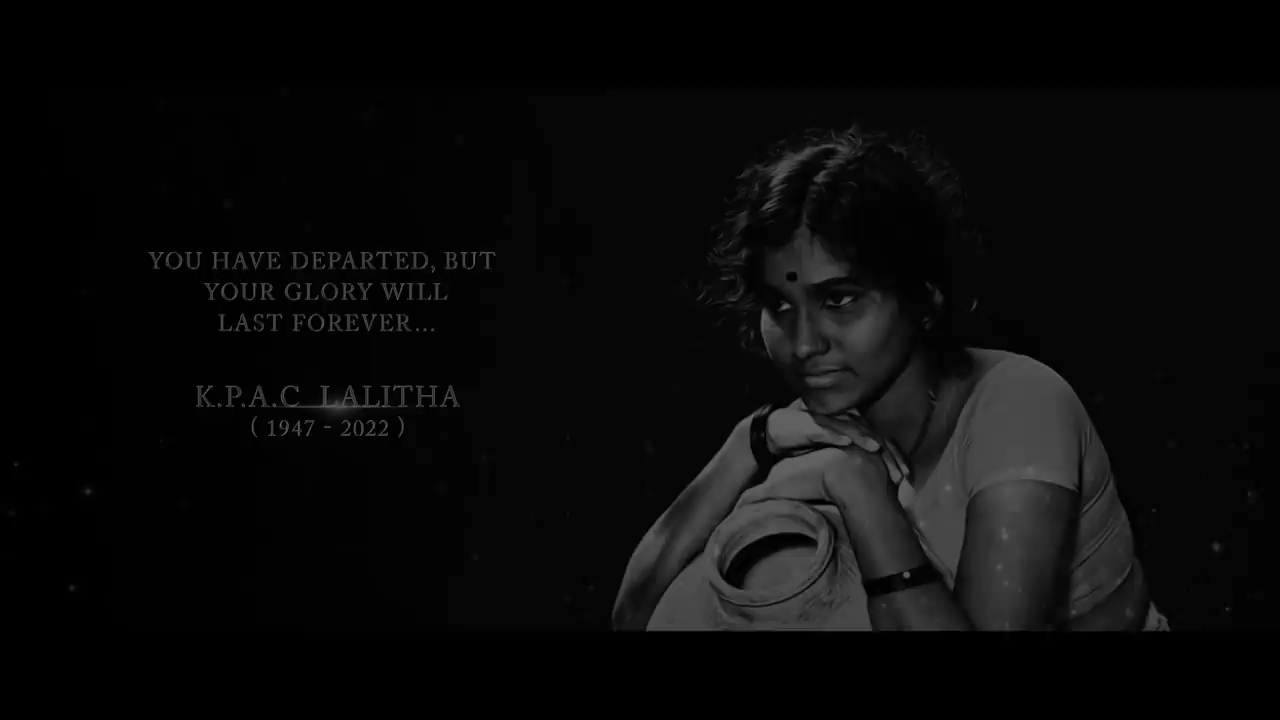 YOU HAVE DEPARTED, BUT
YOUR GLORY WILL
LAST FOREVER...
K.P.A.C LALITHA
( 1947 - 2022 )